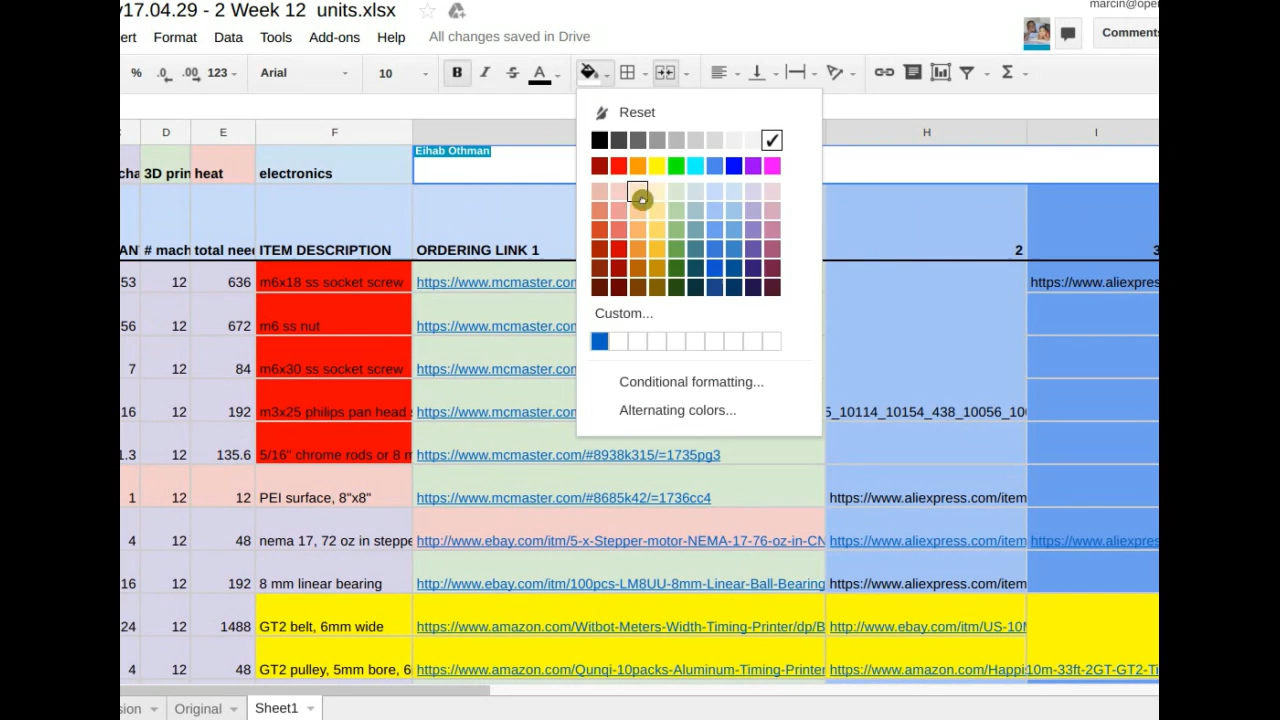 v17.04.29 - 2 Week 12 units.xlsx
marcin@ope
ert Format Data Tools Add-ons Help All changes saved in Drive
Comments
% .0 .00 123 Arial 10 B I S A Σ
Reset
D E F H I
Eihab Othman
cha 3D prin heat electronics
AN # mach total need ITEM DESCRIPTION ORDERING LINK 1 2 3
53 12 636 m6x18 ss socket screw https://www.mcmaster.com https://www.aliexpres
56 12 672 m6 ss nut https://www.mcmaster.com
Custom...
7 12 84 m6x30 ss socket screw https://www.mcmaster.com
Conditional formatting...
16 12 192 m3x25 philips pan head s https://www.mcmaster.com 5_10114_10154_438_10056_10
Alternating colors...
1.3 12 135.6 5/16" chrome rods or 8 m https://www.mcmaster.com/#8938k315/=1735pg3
1 12 12 PEI surface, 8"x8" https://www.mcmaster.com/#8685k42/=1736cc4 https://www.aliexpress.com/item
4 12 48 nema 17, 72 oz in steppe http://www.ebay.com/itm/5-x-Stepper-motor-NEMA-17-76-oz-in-CN https://www.aliexpress.com/item https://www.aliexpres
16 12 192 8 mm linear bearing http://www.ebay.com/itm/100pcs-LM8UU-8mm-Linear-Ball-Bearing https://www.aliexpress.com/item
24 12 1488 GT2 belt, 6mm wide https://www.amazon.com/Witbot-Meters-Width-Timing-Printer/dp/B http://www.ebay.com/itm/US-10M
4 12 48 GT2 pulley, 5mm bore, 6 https://www.amazon.com/Qunqi-10packs-Aluminum-Timing-Printer https://www.amazon.com/Happi 10m-33ft-2GT-GT2-Ti
sion Original Sheet1